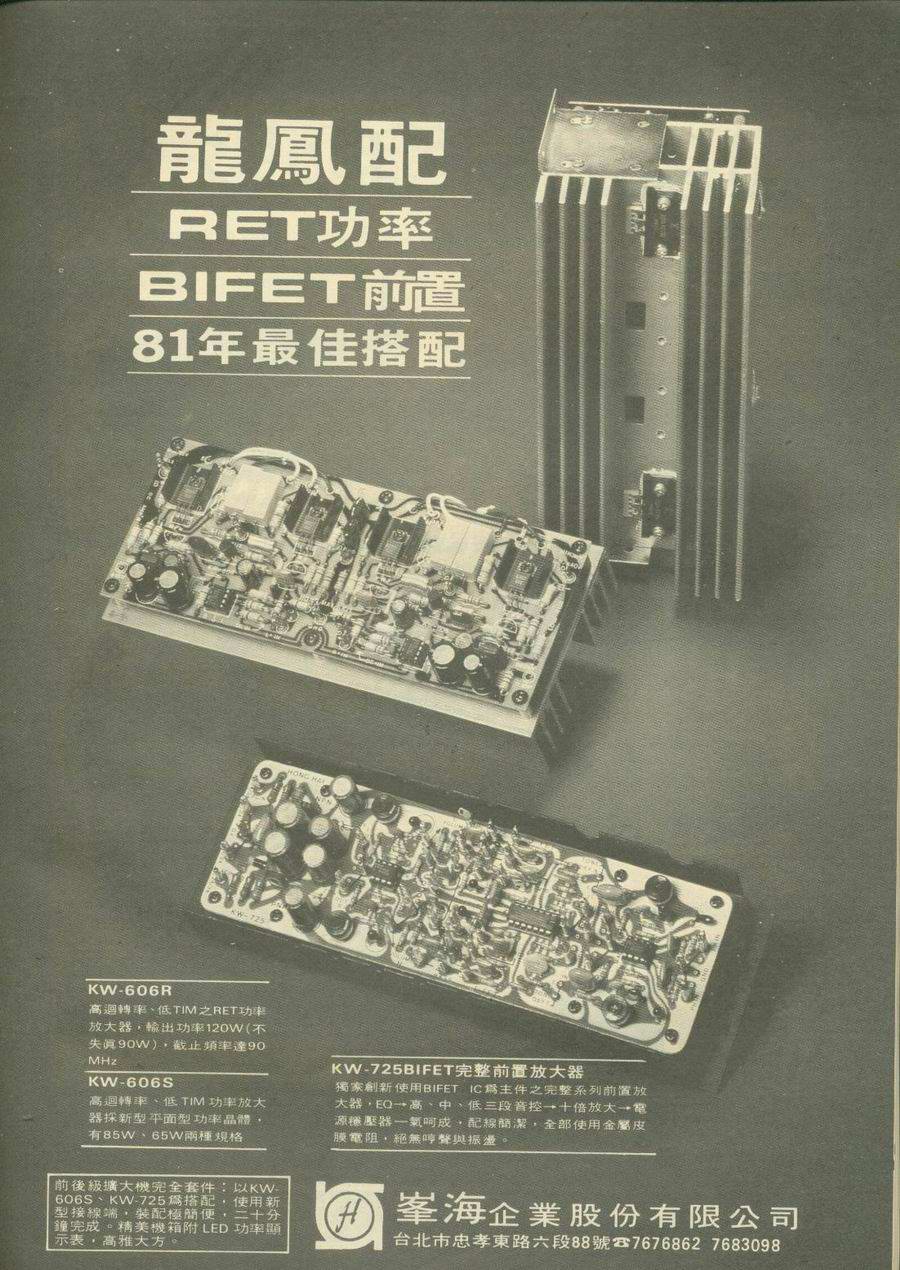 龍鳳配
RET功率
BIFET前置
81年最佳搭配
HONG HAI
KW-725
KW-606R
高迴轉率、低TIM之RET功率
放大器，輸出功率120W(不
失眞90W)，截止頻率達90
MHz
KW-606S
高迴轉率、低TIM功率放大
器採新型平面型功率晶體，
有85W、65W兩種規格
KW-725BIFET完整前置放大器
獨家創新使用BIFET IC爲主件之完整系列前置放
大器，EQ→高、中、低三段音控→十倍放大→電
源穩壓器一氣呵成，配線簡潔，全部使用金屬皮
膜電阻，絕無哼聲與振盪。
前後級擴大機完全套件：以KW-
606S、KW-725爲搭配，使用新
型接線端，裝配極簡便，二十分
鐘完成。精美機箱附LED功率顯
示表，高雅大方。
H
峯海企業股份有限公司
台北市忠孝東路六段88號☎7676862 7683098